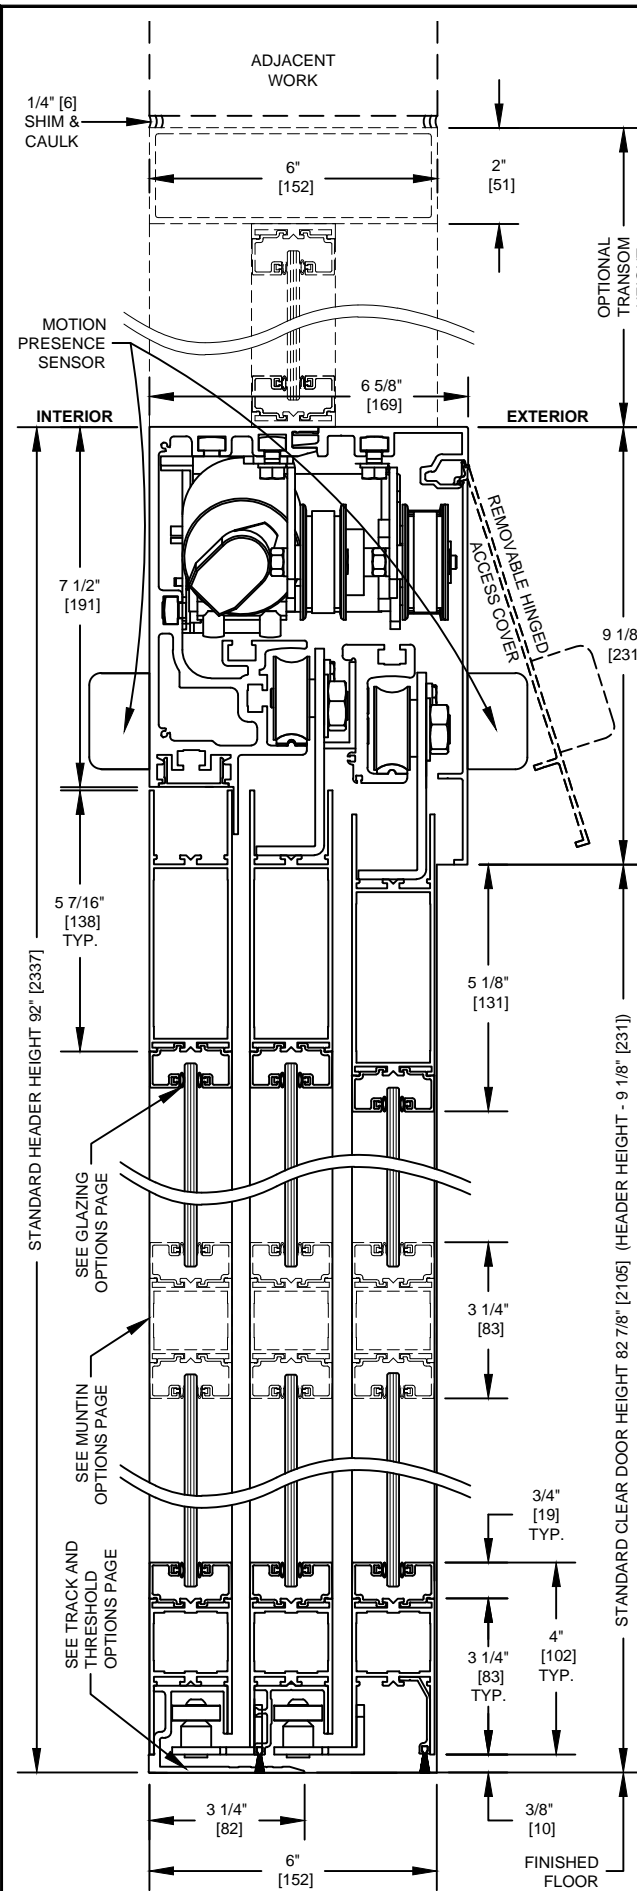 ADJACENT
WORK
1/4" [6]
SHIM &
CAULK
6"
[152]
2"
[51]
OPTIONAL
TRANSOM
MOTION
PRESENCE
SENSOR
6 5/8"
[169]
INTERIOR
EXTERIOR
REMOVABLE HINGED
ACCESS COVER
7 1/2"
[191]
9 1/8
[231
5 7/16"
[138]
TYP.
5 1/8"
[131]
STANDARD HEADER HEIGHT 92" [2337]
STANDARD CLEAR DOOR HEIGHT 82 7/8" [2105] (HEADER HEIGHT - 9 1/8" [231])
SEE GLAZING
OPTIONS PAGE
3 1/4"
[83]
SEE MUNTIN
OPTIONS PAGE
3/4"
[19]
TYP.
SEE TRACK AND
THRESHOLD
OPTIONS PAGE
4"
[102]
TYP.
3 1/4"
[83]
TYP.
3 1/4"
[82]
3/8"
[10]
6"
[152]
FINISHED
FLOOR